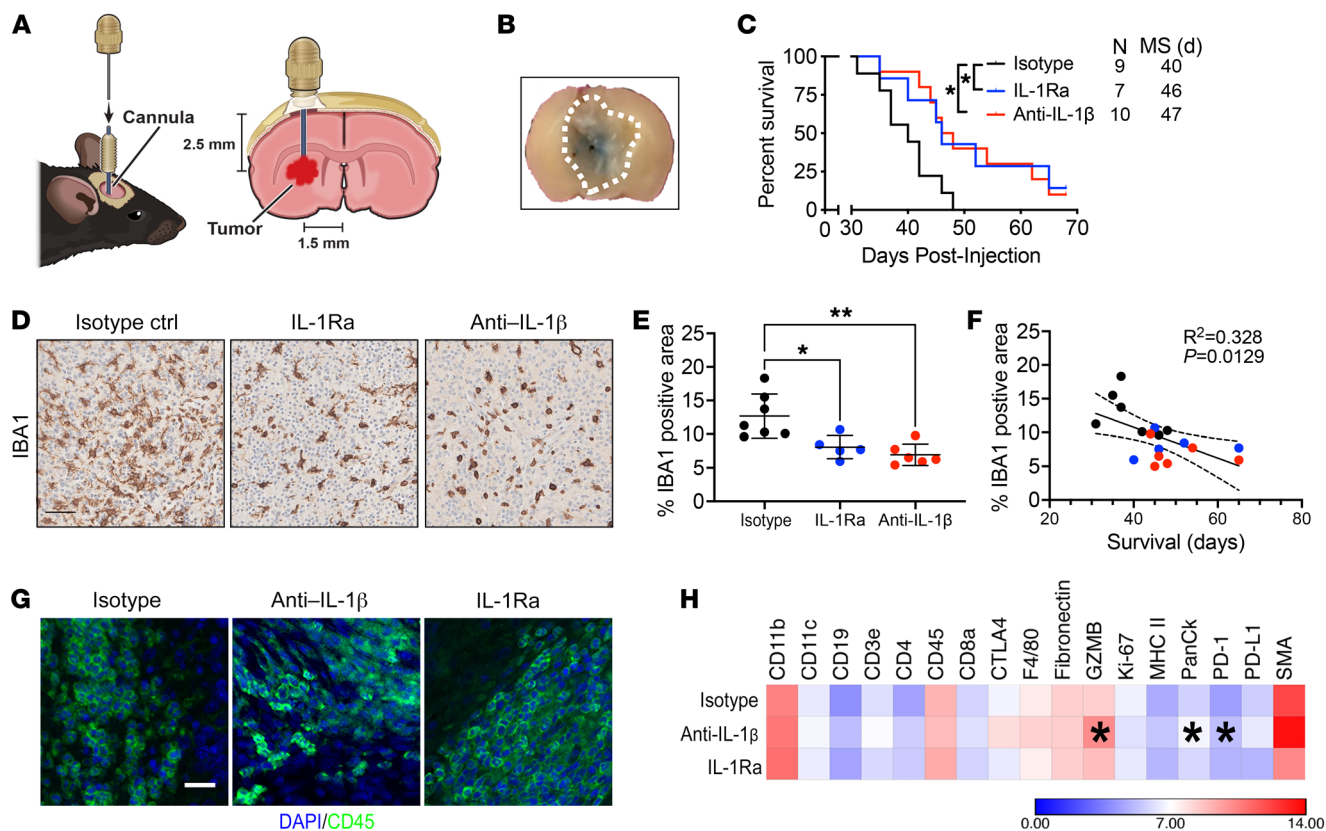 A
Cannula
2.5 mm
Tumor
1.5 mm
B
C
N MS (d)
Isotype 9 40
IL-1Ra 7 46
Anti-IL-1β 10 47
*
*
Percent survival
100
75
50
25
0
0 30 40 50 60 70
Days Post-Injection
D
Isotype ctrl IL-1Ra Anti–IL-1β
IBA1
E
% IBA1 positive area
25
20
15
10
5
0
**
*
Isotype IL-1Ra Anti-IL-1β
F
% IBA1 postive area
25
20
15
10
5
0
R²=0.328
P=0.0129
20 40 60 80
Survival (days)
G
Isotype Anti–IL-1β IL-1Ra
DAPI/CD45
H
CD11b
CD11c
CD19
CD3e
CD4
CD45
CD8a
CTLA4
F4/80
Fibronectin
GZMB
Ki-67
MHC II
PanCk
PD-1
PD-L1
SMA
Isotype
Anti-IL-1β * * *
IL-1Ra
0.00 7.00 14.00